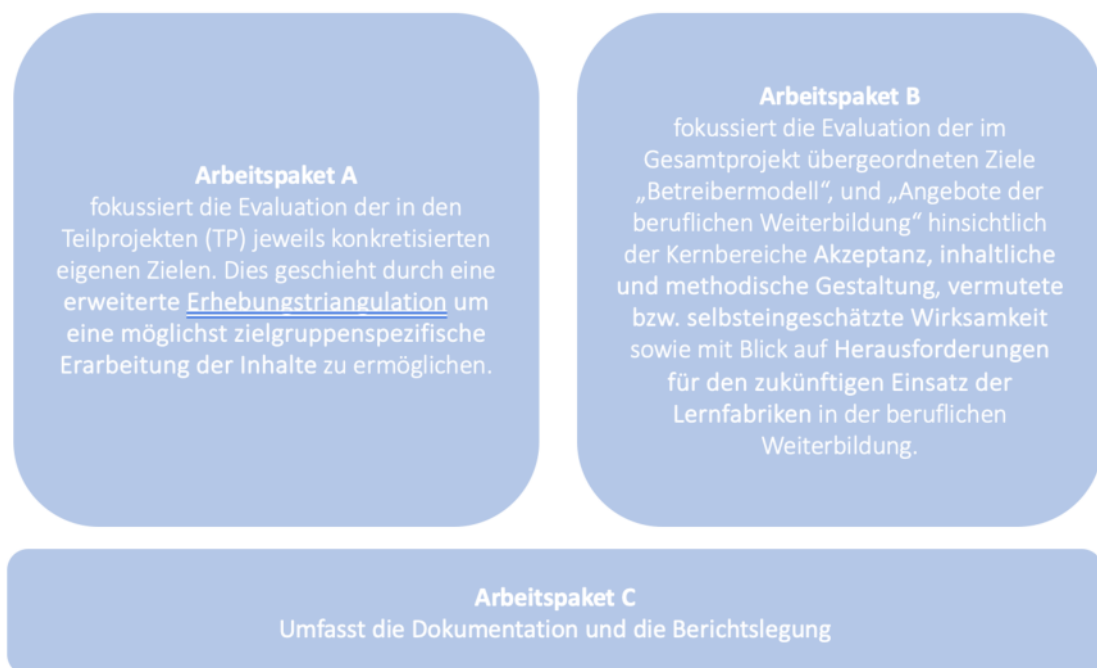 Arbeitspaket A
fokussiert die Evaluation der in den
Teilprojekten (TP) jeweils konkretisierten
eigenen Zielen. Dies geschieht durch eine
erweiterte Erhebungstriangulation um
eine möglichst zielgruppenspezifische
Erarbeitung der Inhalte zu ermöglichen.
Arbeitspaket B
fokussiert die Evaluation der im
Gesamtprojekt übergeordneten Ziele
„Betreibermodell“, und „Angebote der
beruflichen Weiterbildung“ hinsichtlich
der Kernbereiche Akzeptanz, inhaltliche
und methodische Gestaltung, vermutete
bzw. selbsteingeschätzte Wirksamkeit
sowie mit Blick auf Herausforderungen
für den zukünftigen Einsatz der
Lernfabriken in der beruflichen
Weiterbildung.
Arbeitspaket C
Umfasst die Dokumentation und die Berichtslegung